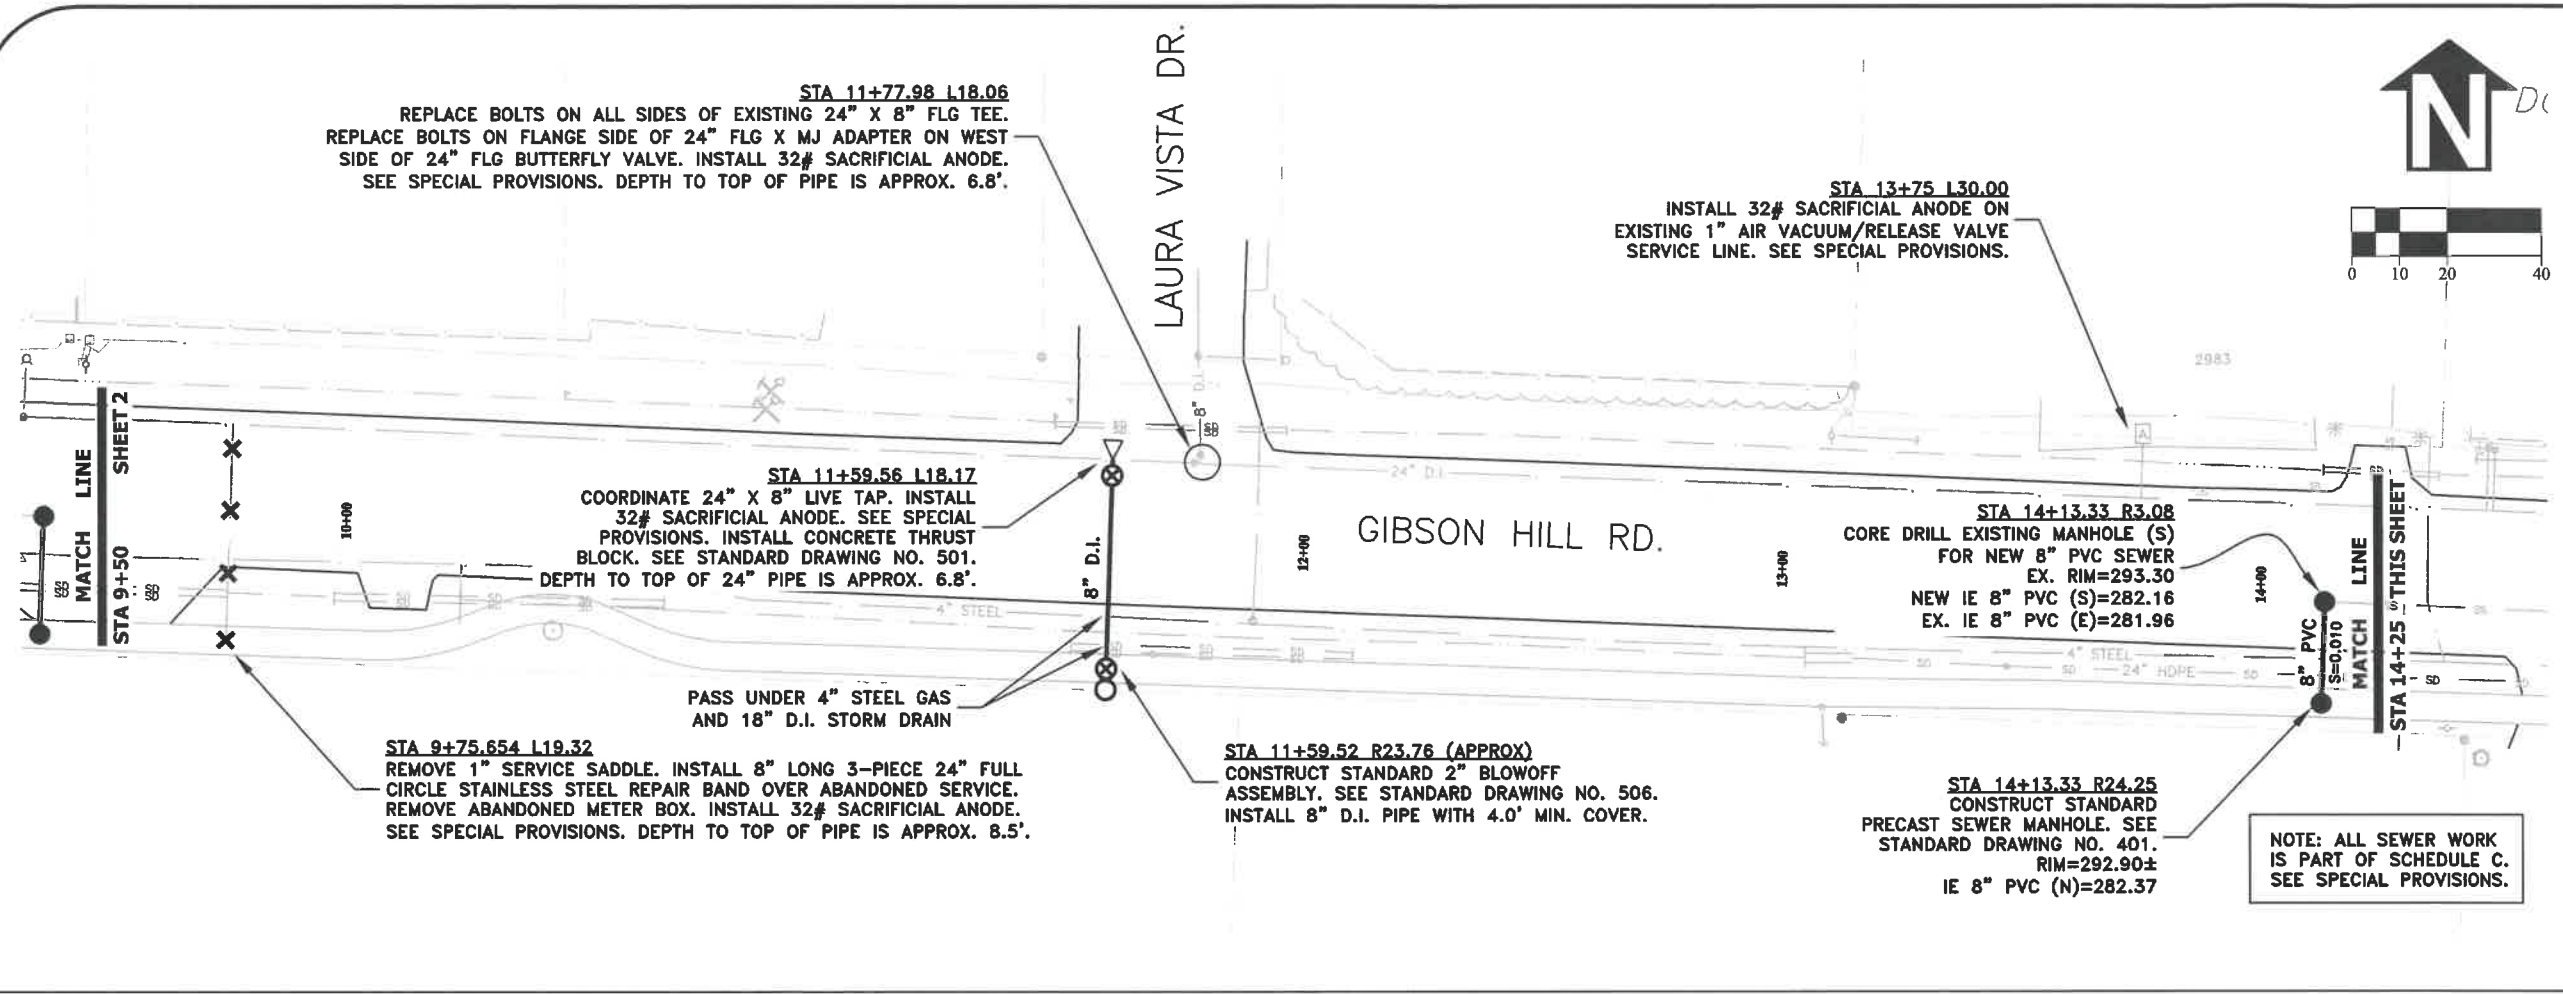 LAURA VISTA DR.
STA 11+77.98 L18.06
REPLACE BOLTS ON ALL SIDES OF EXISTING 24" X 8" FLG TEE.
REPLACE BOLTS ON FLANGE SIDE OF 24" FLG X MJ ADAPTER ON WEST
SIDE OF 24" FLG BUTTERFLY VALVE. INSTALL 32# SACRIFICIAL ANODE.
SEE SPECIAL PROVISIONS. DEPTH TO TOP OF PIPE IS APPROX. 6.8'.
STA 13+75 L30.00
INSTALL 32# SACRIFICIAL ANODE ON
EXISTING 1" AIR VACUUM/RELEASE VALVE
SERVICE LINE. SEE SPECIAL PROVISIONS.
N
0 10 20 40
2983
MATCH LINE
STA 9+50 SHEET 2
10+00
8"
24" D.I.
A
STA 11+59.56 L18.17
COORDINATE 24" X 8" LIVE TAP. INSTALL
32# SACRIFICIAL ANODE. SEE SPECIAL
PROVISIONS. INSTALL CONCRETE THRUST
BLOCK. SEE STANDARD DRAWING NO. 501.
DEPTH TO TOP OF 24" PIPE IS APPROX. 6.8'.
8" D.I.
12+00
GIBSON HILL RD.
13+00
STA 14+13.33 R3.08
CORE DRILL EXISTING MANHOLE (S)
FOR NEW 8" PVC SEWER
EX. RIM=293.30
NEW IE 8" PVC (S)=282.16
EX. IE 8" PVC (E)=281.96
14+00
MATCH LINE
STA 14+25 THIS SHEET
8" PVC
S=0.010
4" STEEL
4" STEEL
SD SD 24" HDPE SD
SD
PASS UNDER 4" STEEL GAS
AND 18" D.I. STORM DRAIN
STA 9+75.654 L19.32
REMOVE 1" SERVICE SADDLE. INSTALL 8" LONG 3-PIECE 24" FULL
CIRCLE STAINLESS STEEL REPAIR BAND OVER ABANDONED SERVICE.
REMOVE ABANDONED METER BOX. INSTALL 32# SACRIFICIAL ANODE.
SEE SPECIAL PROVISIONS. DEPTH TO TOP OF PIPE IS APPROX. 8.5'.
STA 11+59.52 R23.76 (APPROX)
CONSTRUCT STANDARD 2" BLOWOFF
ASSEMBLY. SEE STANDARD DRAWING NO. 506.
INSTALL 8" D.I. PIPE WITH 4.0' MIN. COVER.
STA 14+13.33 R24.25
CONSTRUCT STANDARD
PRECAST SEWER MANHOLE. SEE
STANDARD DRAWING NO. 401.
RIM=292.90±
IE 8" PVC (N)=282.37
NOTE: ALL SEWER WORK
IS PART OF SCHEDULE C.
SEE SPECIAL PROVISIONS.